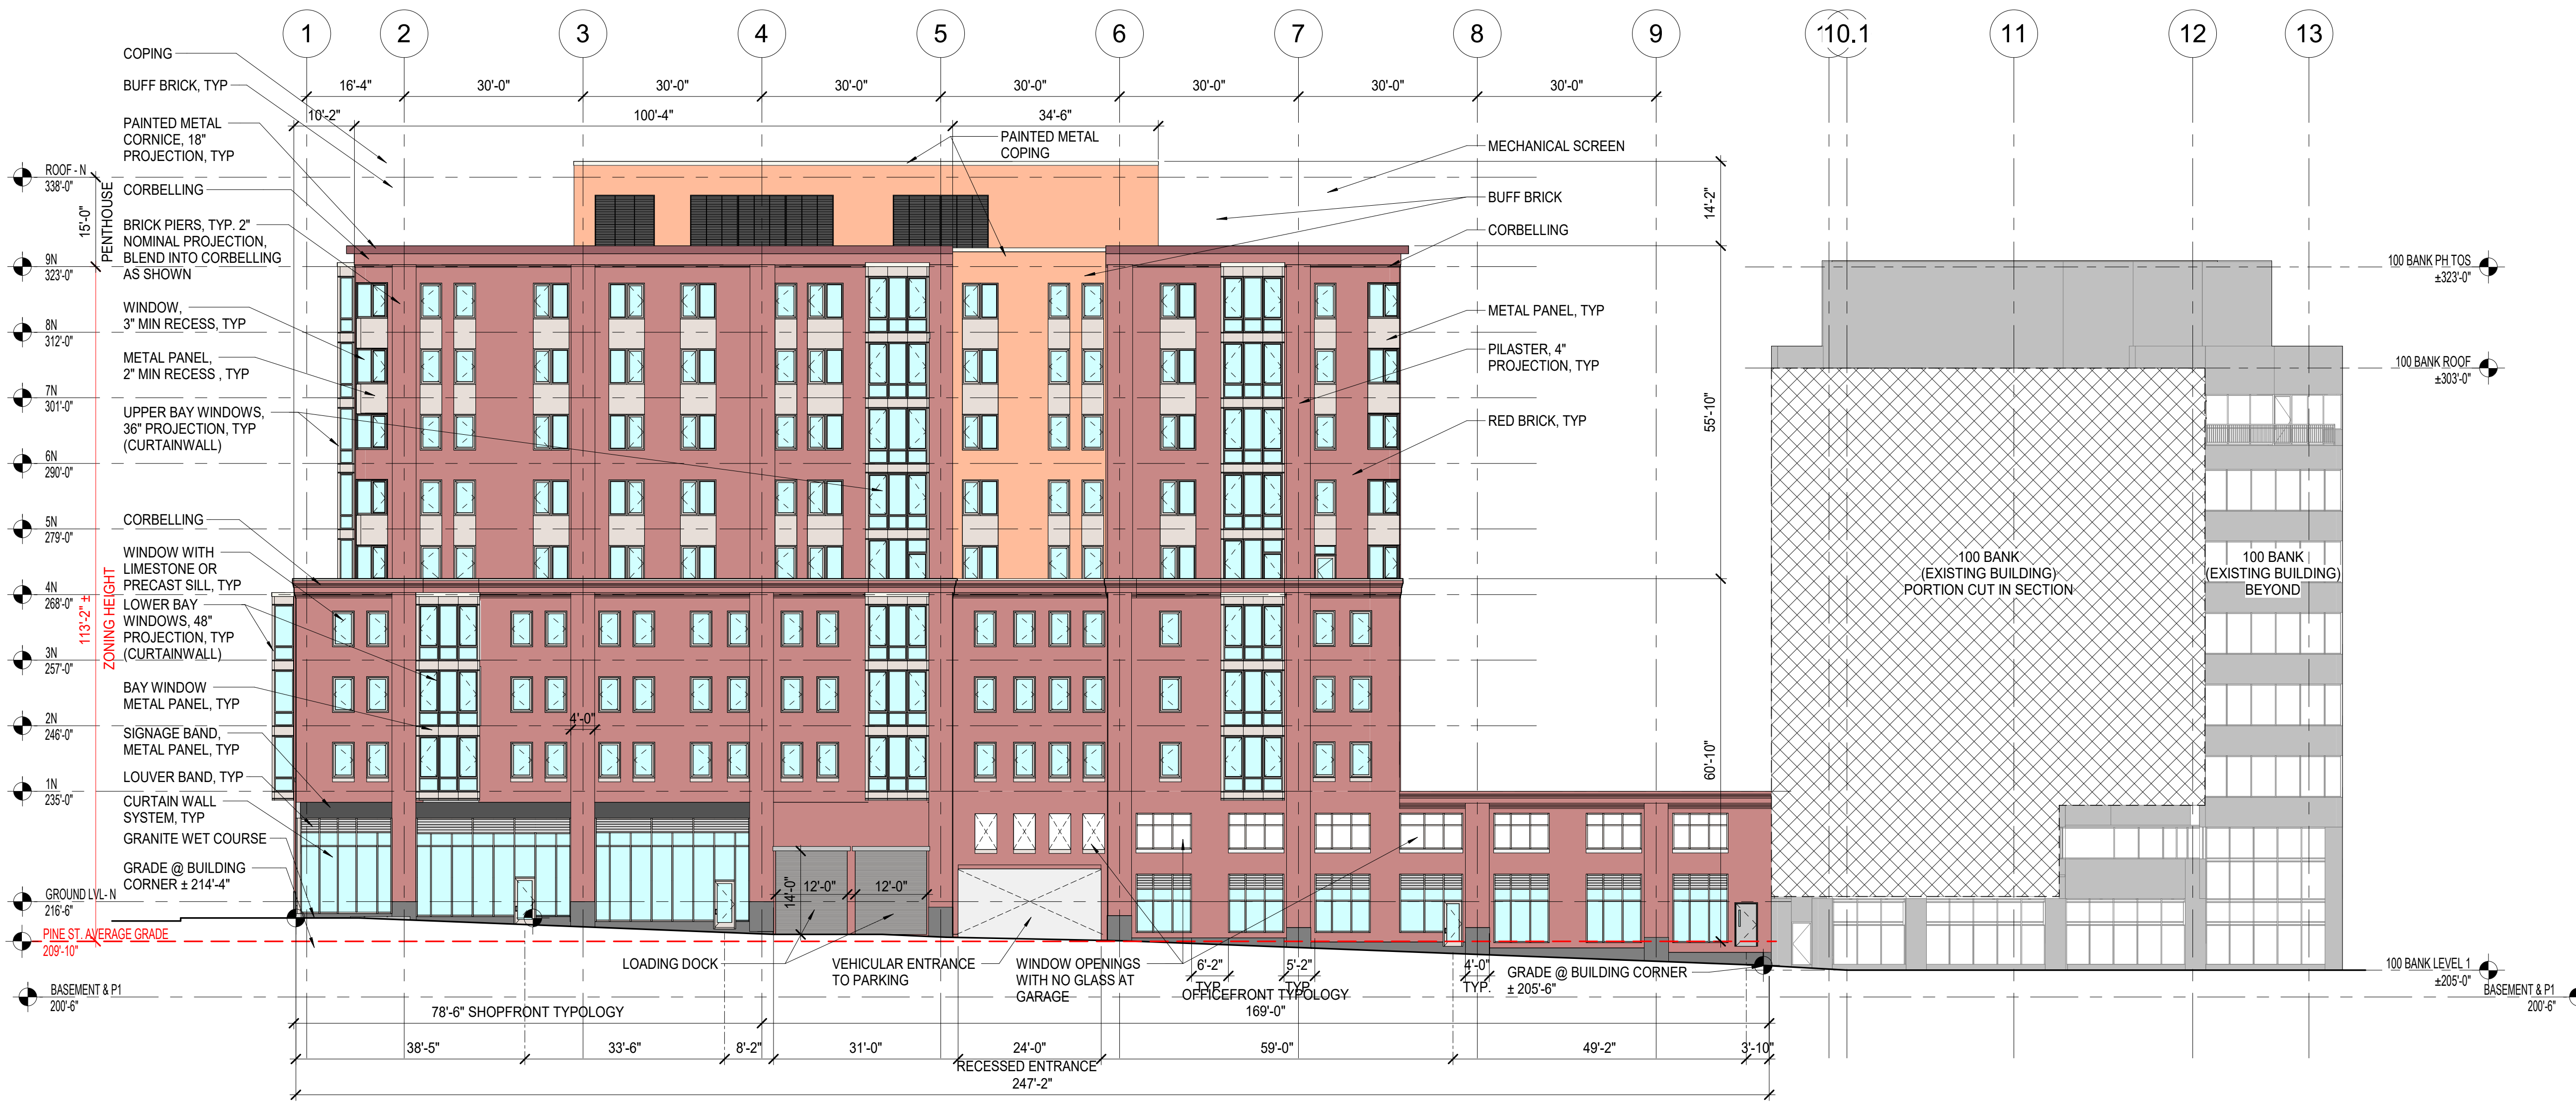 1
2
3
4
5
6
7
8
9
10.1
11
12
13
16'-4"
30'-0"
30'-0"
30'-0"
30'-0"
30'-0"
30'-0"
30'-0"
10'-2"
100'-4"
34'-6"
COPING
BUFF BRICK, TYP
PAINTED METAL
CORNICE, 18"
PROJECTION, TYP
CORBELLING
BRICK PIERS, TYP. 2"
NOMINAL PROJECTION,
BLEND INTO CORBELLING
AS SHOWN
WINDOW,
3" MIN RECESS, TYP
METAL PANEL,
2" MIN RECESS , TYP
UPPER BAY WINDOWS,
36" PROJECTION, TYP
(CURTAINWALL)
CORBELLING
WINDOW WITH
LIMESTONE OR
PRECAST SILL, TYP
LOWER BAY
WINDOWS, 48"
PROJECTION, TYP
(CURTAINWALL)
BAY WINDOW
METAL PANEL, TYP
SIGNAGE BAND,
METAL PANEL, TYP
LOUVER BAND, TYP
CURTAIN WALL
SYSTEM, TYP
GRANITE WET COURSE
GRADE @ BUILDING
CORNER ± 214'-4"
ROOF - N
338'-0"
15'-0"
PENTHOUSE
9N
323'-0"
8N
312'-0"
7N
301'-0"
6N
290'-0"
5N
279'-0"
4N
268'-0"
113'-2" ±
ZONING HEIGHT
3N
257'-0"
2N
246'-0"
1N
235'-0"
GROUND LVL- N
216'-6"
PINE ST. AVERAGE GRADE
209'-10"
BASEMENT & P1
200'-6"
PAINTED METAL
COPING
MECHANICAL SCREEN
BUFF BRICK
CORBELLING
METAL PANEL, TYP
PILASTER, 4"
PROJECTION, TYP
RED BRICK, TYP
14'-2"
55'-10"
60'-10"
4'-0"
14'-0"
12'-0"
12'-0"
100 BANK PH TOS
±323'-0"
100 BANK ROOF
±303'-0"
100 BANK
(EXISTING BUILDING)
PORTION CUT IN SECTION
100 BANK
(EXISTING BUILDING)
BEYOND
100 BANK LEVEL 1
±205'-0"
BASEMENT & P1
200'-6"
LOADING DOCK
VEHICULAR ENTRANCE
TO PARKING
WINDOW OPENINGS
WITH NO GLASS AT
GARAGE
6'-2"
TYP.
5'-2"
TYP.
4'-0"
TYP.
GRADE @ BUILDING CORNER
± 205'-6"
78'-6" SHOPFRONT TYPOLOGY
OFFICEFRONT TYPOLOGY
169'-0"
38'-5"
33'-6"
8'-2"
31'-0"
24'-0"
RECESSED ENTRANCE
59'-0"
49'-2"
3'-10"
247'-2"